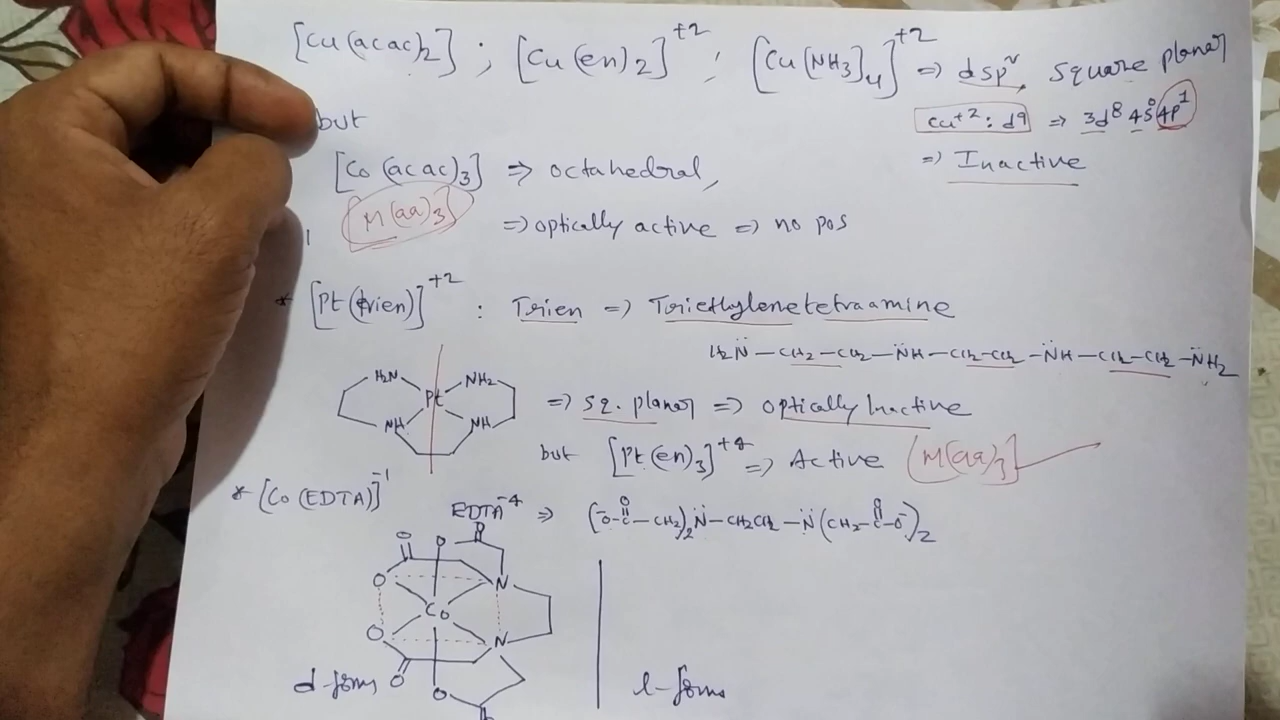 [Cu(acac)2] ; [Cu(en)2]+2 ; [Cu(NH3]4]+2 ⇒ dsp², square planar
but
Cu+2 : d9 ⇒ 3d8 4s0 4p1
[Co(acac)3] ⇒ octahedral,
⇒ Inactive
[M(aa)3]
⇒ optically active ⇒ no pos
* [Pt(trien)]+2 : Trien ⇒ Triethylenetetraamine
H2N̈ - CH2 - CH2 - N̈H - CH2 - CH2 - N̈H - CH2 - CH2 - N̈H2
H2N NH2
Pt
NH NH
⇒ sq. planar ⇒ optically Inactive
but [Pt(en)3]+4 ⇒ Active [M(aa)3]
* [Co(EDTA)]-1
EDTA-4 ⇒ (-O-C(=O)-CH2)2N̈-CH2CH2-N̈(CH2-C(=O)-O-)2
O O O
O N
Co
O N
O O
d-form l-form